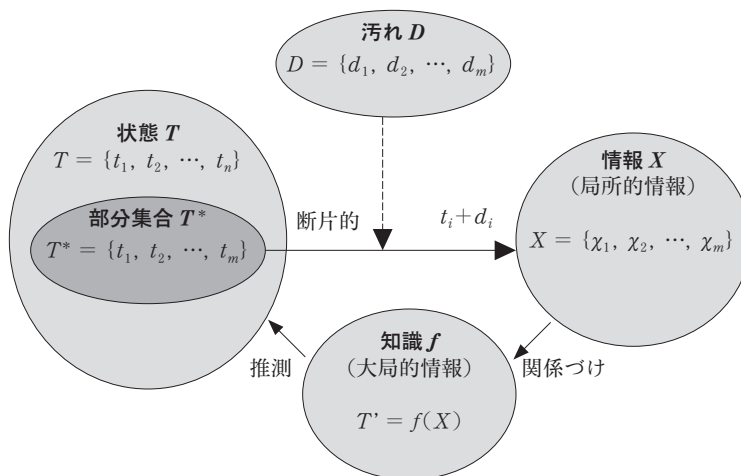 汚れ D
D = {d₁, d₂, …, dₘ}
状態 T
T = {t₁, t₂, …, tₙ}
部分集合 T*
T* = {t₁, t₂, …, tₘ}
断片的
tᵢ+dᵢ
情報 X
(局所的情報)
X = {χ₁, χ₂, …, χₘ}
推測
知識 f
(大局的情報)
T’ = f(X)
関係づけ